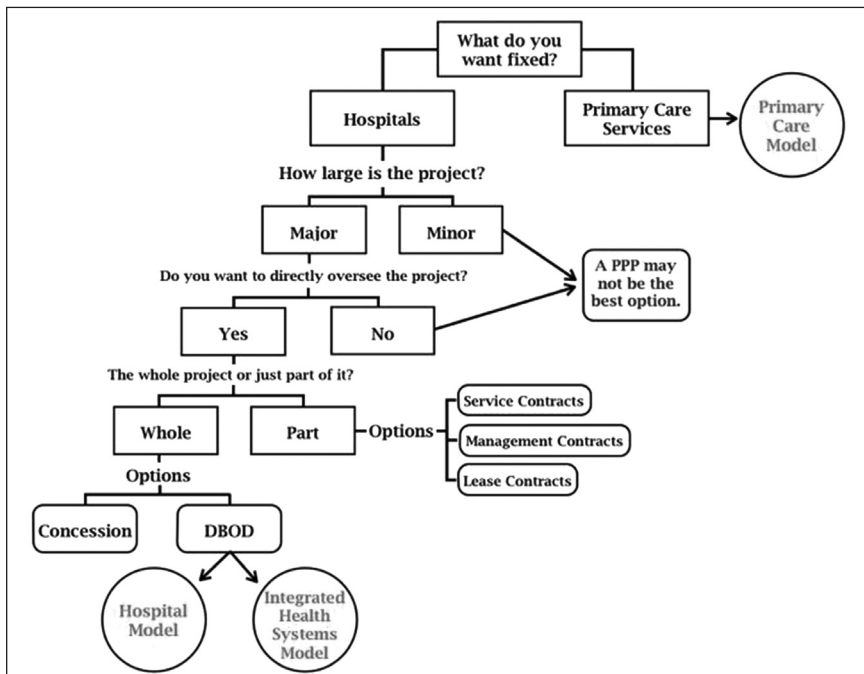 What do you
want fixed?
Hospitals
Primary Care
Services
Primary
Care
Model
How large is the project?
Major
Minor
A PPP may
not be the
best option.
Do you want to directly oversee the project?
Yes
No
The whole project or just part of it?
Whole
Part
Options
Service Contracts
Management Contracts
Lease Contracts
Options
Concession
DBOD
Hospital
Model
Integrated
Health
Systems
Model